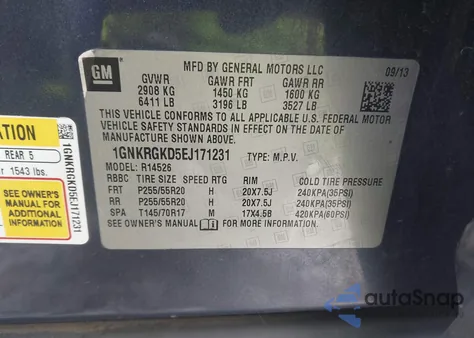 GM
MFD BY GENERAL MOTORS LLC
09/13
GVWR GAWR FRT GAWR RR
2908 KG 1450 KG 1600 KG
6411 LB 3196 LB 3527 LB
THIS VEHICLE CONFORMS TO ALL APPLICABLE U.S. FEDERAL MOTOR
VEHICLE SAFETY AND THEFT PREVENTION STANDARDS IN EFFECT ON THE DATE OF
MANUFACTURE SHOWN ABOVE.
1GNKRGKD5EJ171231 TYPE: M.P.V.
MODEL: R14526
RBBC TIRE SIZE SPEED RTG RIM COLD TIRE PRESSURE
FRT P255/55R20 H 20X7.5J 240KPA(35PSI)
RR P255/55R20 H 20X7.5J 240KPA(35PSI)
SPA T145/70R17 M 17X4.5B 420KPA(60PSI)
SEE OWNER'S MANUAL FOR ADDITIONAL INFORMATION
REAR 5
1543 lbs.
SEE OWNER'S
MANUAL FOR
ADDITIONAL
INFORMATION
1GNKRGKD5EJ171231
autoSnap